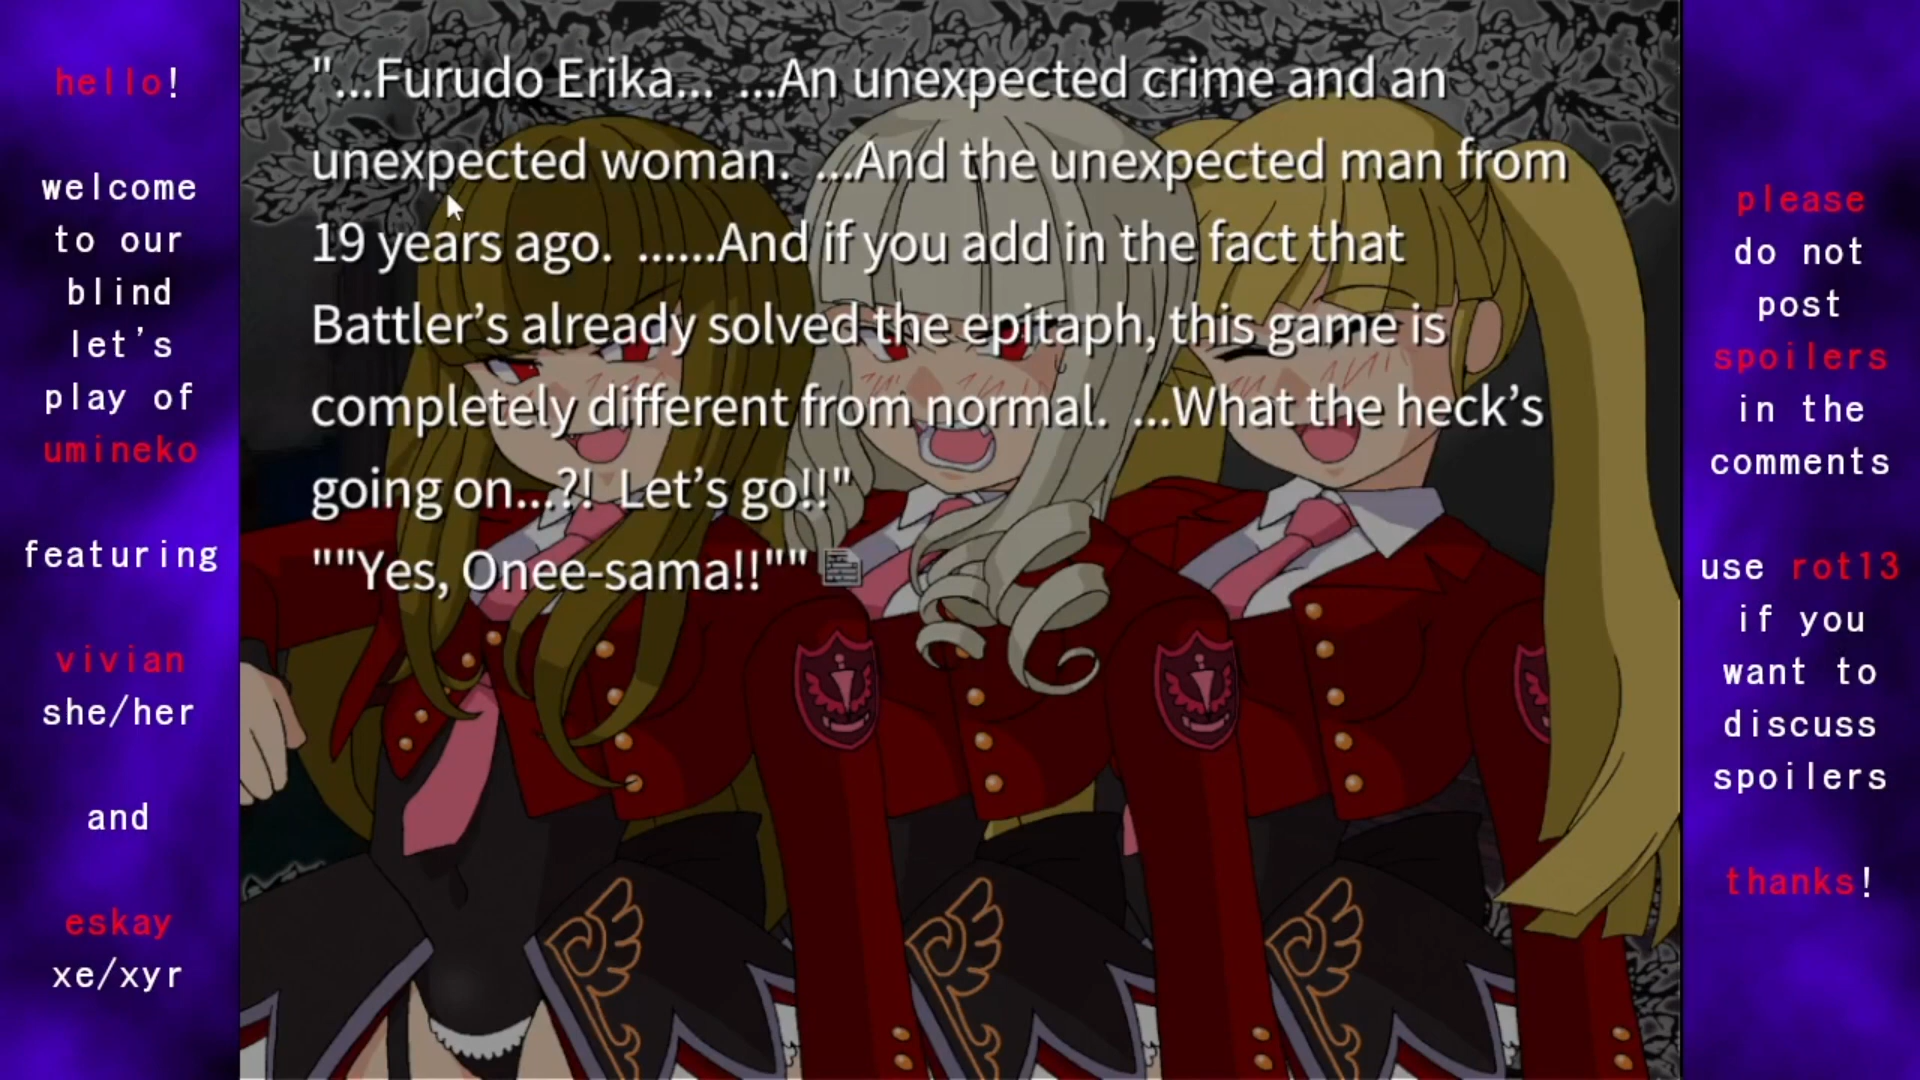 hello!
welcome
to our
blind
let's
play of
umineko
featuring
vivian
she/her
and
eskay
xe/xyr
"...Furudo Erika... ...An unexpected crime and an
unexpected woman. ...And the unexpected man from
19 years ago. ......And if you add in the fact that
Battler's already solved the epitaph, this game is
completely different from normal. ...What the heck's
going on...?! Let's go!!"
""Yes, Onee-sama!!""
please
do not
post
spoilers
in the
comments
use rot13
if you
want to
discuss
spoilers
thanks!